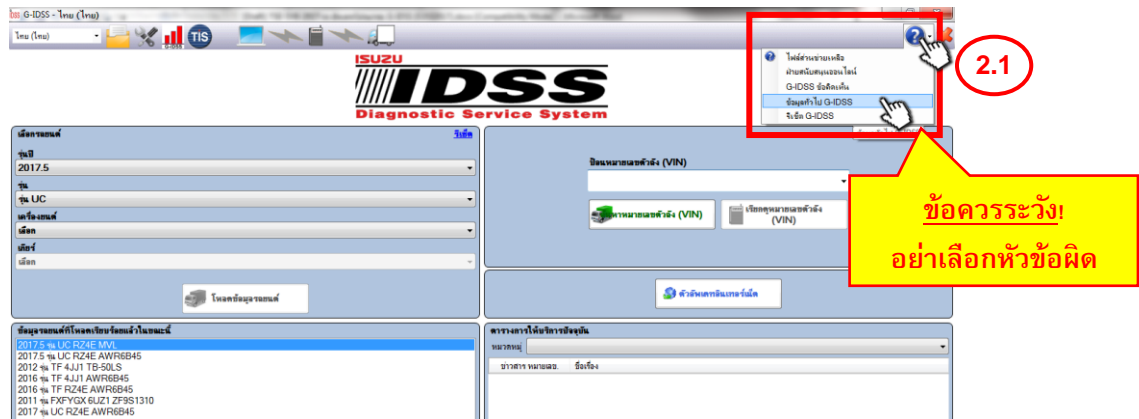 G-IDSS - ไทย (ไทย)
ไทย (ไทย)
G-IDSS
TIS
ไฟล์ส่วนช่วยเหลือ
ฝ่ายสนับสนุนออนไลน์
G-IDSS ข้อคิดเห็น
ข้อมูลทั่วไป G-IDSS
รีเซ็ต G-IDSS
2.1
ISUZU
IDSS
Diagnostic Service System
เลือกรถยนต์
รีเซ็ต
รุ่นปี
2017.5
รุ่น
รุ่น UC
เครื่องยนต์
เลือก
เกียร์
เลือก
โหลดข้อมูลรถยนต์
ป้อนหมายเลขตัวถัง (VIN)
หาหมายเลขตัวถัง (VIN)
เรียกดูหมายเลขตัวถัง
(VIN)
ข้อควรระวัง!
อย่าเลือกหัวข้อผิด
ตัวอัพเดทอินเทอร์เน็ต
ข้อมูลรถยนต์ที่โหลดเรียบร้อยแล้วในขณะนี้
2017.5 รุ่น UC RZ4E MVL
2017.5 รุ่น UC RZ4E AWR6B45
2012 รุ่น TF 4JJ1 TB-50LS
2016 รุ่น TF 4JJ1 AWR6B45
2016 รุ่น TF RZ4E AWR6B45
2011 รุ่น FXFYGX 6UZ1 ZF9S1310
2017 รุ่น UC RZ4E AWR6B45
ตารางการให้บริการปัจจุบัน
หมวดหมู่
ข่าวสาร หมายเลข.
ชื่อเรื่อง